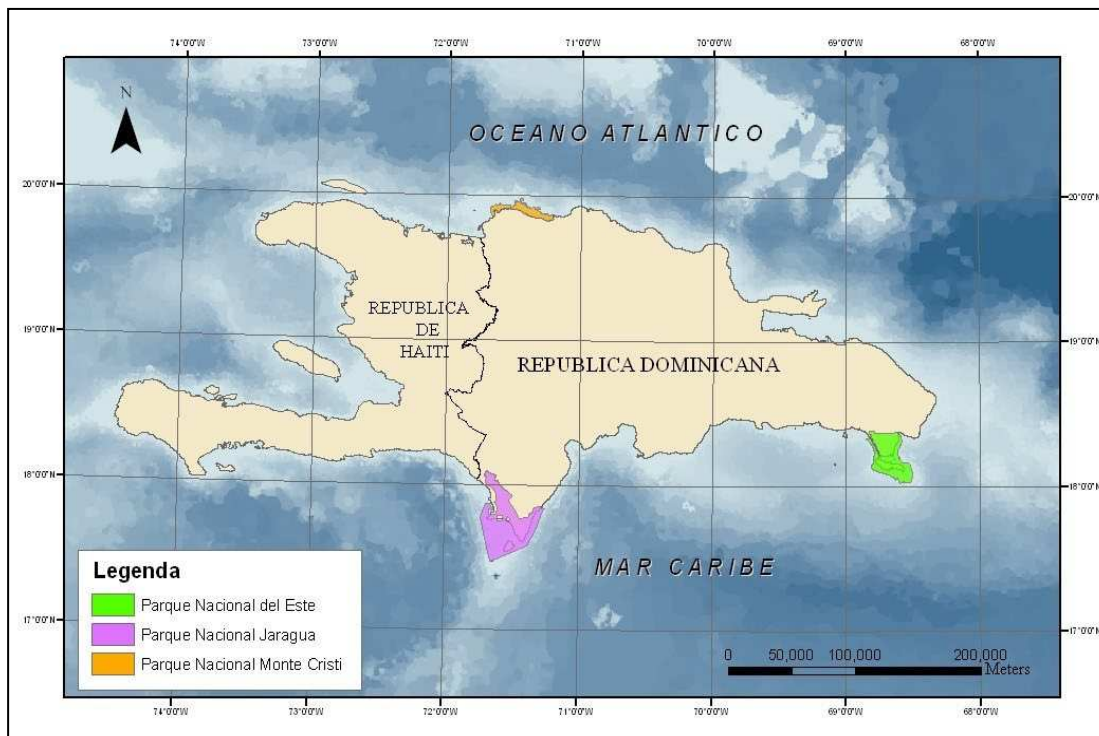 74°0'0"W 73°0'0"W 72°0'0"W 71°0'0"W 70°0'0"W 69°0'0"W 68°0'0"W
N
OCEANO ATLANTICO
20°0'0"N 20°0'0"N
REPUBLICA
DE
HAITI
19°0'0"N 19°0'0"N
REPUBLICA DOMINICANA
18°0'0"N 18°0'0"N
MAR CARIBE
Legenda
Parque Nacional del Este
Parque Nacional Jaragua
Parque Nacional Monte Cristi
17°0'0"N 17°0'0"N
0 50,000 100,000 200,000
Meters
74°0'0"W 73°0'0"W 72°0'0"W 71°0'0"W 70°0'0"W 69°0'0"W 68°0'0"W